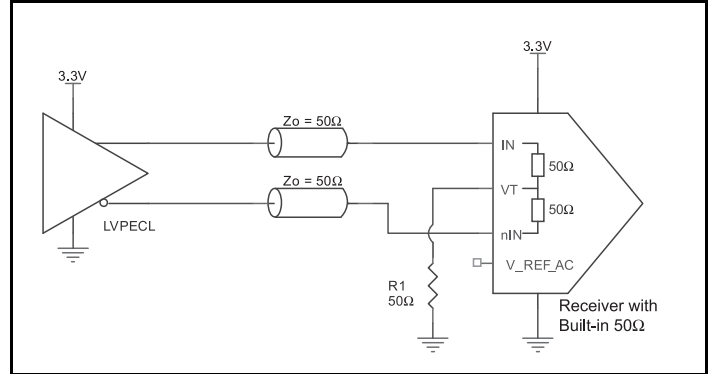 3.3V
3.3V
Zo = 50Ω
Zo = 50Ω
LVPECL
IN
50Ω
VT
50Ω
nIN
V_REF_AC
R1
50Ω
Receiver with
Built-in 50Ω